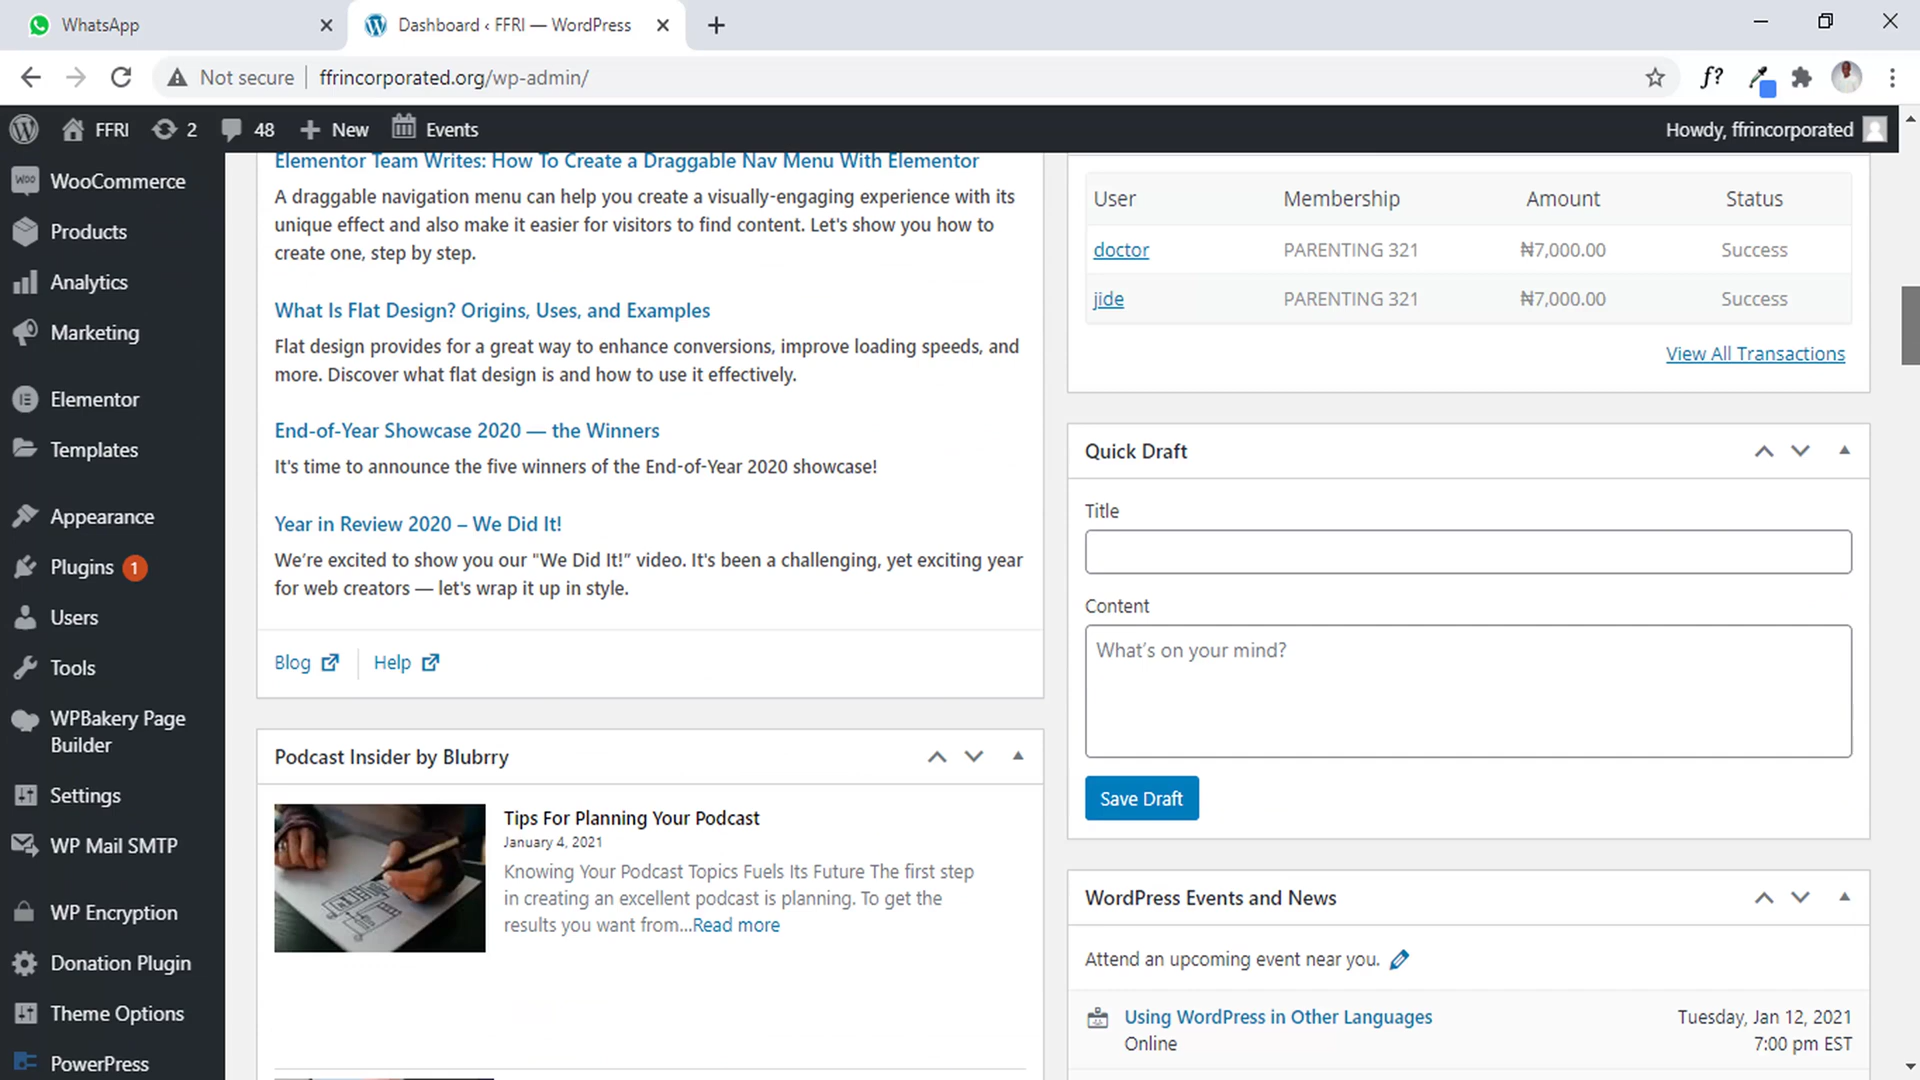 WhatsApp
Dashboard ‹ FFRI — WordPress
Not secure
ffrincorporated.org/wp-admin/
f?
FFRI
2
48
New
Events
Howdy, ffrincorporated
WooCommerce
Products
Analytics
Marketing
Elementor
Templates
Appearance
Plugins 1
Users
Tools
WPBakery Page
Builder
Settings
WP Mail SMTP
WP Encryption
Donation Plugin
Theme Options
PowerPress
Elementor Team Writes: How To Create a Draggable Nav Menu With Elementor
A draggable navigation menu can help you create a visually-engaging experience with its
unique effect and also make it easier for visitors to find content. Let's show you how to
create one, step by step.
What Is Flat Design? Origins, Uses, and Examples
Flat design provides for a great way to enhance conversions, improve loading speeds, and
more. Discover what flat design is and how to use it effectively.
End-of-Year Showcase 2020 — the Winners
It's time to announce the five winners of the End-of-Year 2020 showcase!
Year in Review 2020 – We Did It!
We’re excited to show you our "We Did It!” video. It's been a challenging, yet exciting year
for web creators — let's wrap it up in style.
Blog
Help
Podcast Insider by Blubrry
Tips For Planning Your Podcast
January 4, 2021
Knowing Your Podcast Topics Fuels Its Future The first step
in creating an excellent podcast is planning. To get the
results you want from...Read more
User Membership Amount Status
doctor PARENTING 321 ₦7,000.00 Success
jide PARENTING 321 ₦7,000.00 Success
View All Transactions
Quick Draft
Title
Content
What’s on your mind?
Save Draft
WordPress Events and News
Attend an upcoming event near you.
Using WordPress in Other Languages
Online
Tuesday, Jan 12, 2021
7:00 pm EST